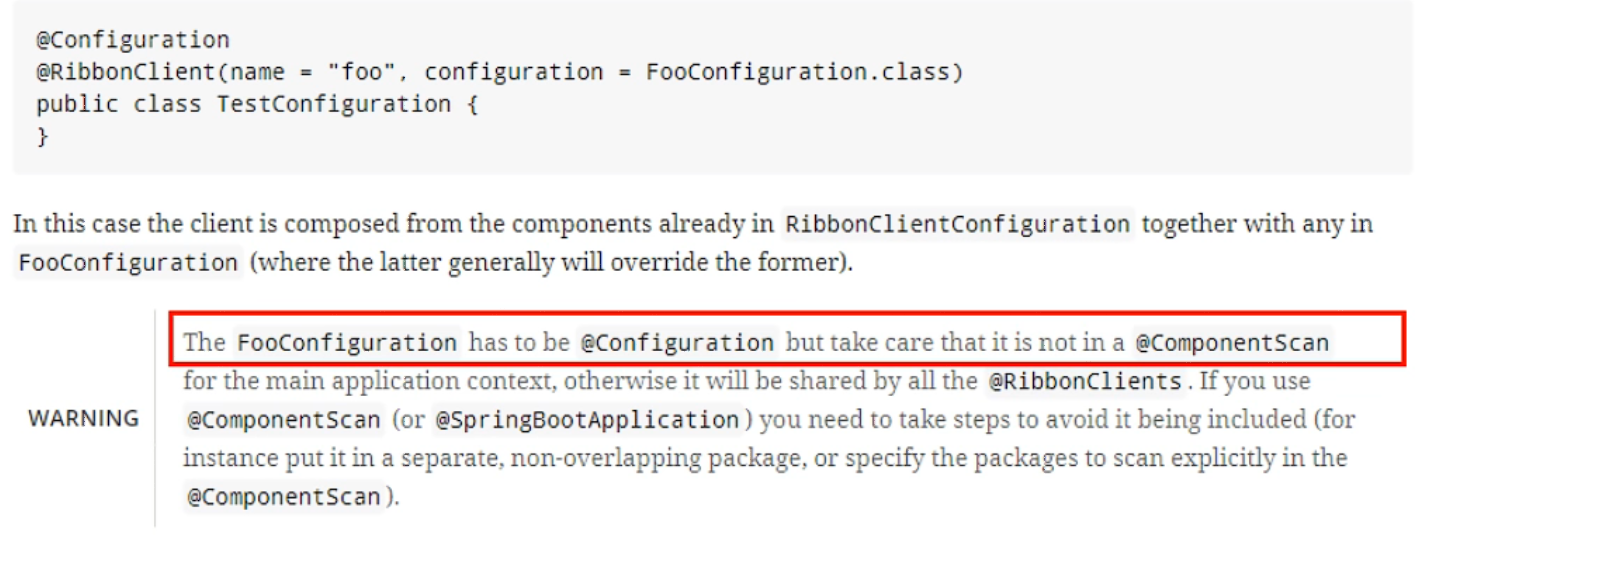 @Configuration
@RibbonClient(name = "foo", configuration = FooConfiguration.class)
public class TestConfiguration {
}
In this case the client is composed from the components already in RibbonClientConfiguration together with any in
FooConfiguration (where the latter generally will override the former).
The FooConfiguration has to be @Configuration but take care that it is not in a @ComponentScan
for the main application context, otherwise it will be shared by all the @RibbonClients. If you use
WARNING
@ComponentScan (or @SpringBootApplication) you need to take steps to avoid it being included (for
instance put it in a separate, non-overlapping package, or specify the packages to scan explicitly in the
@ComponentScan).